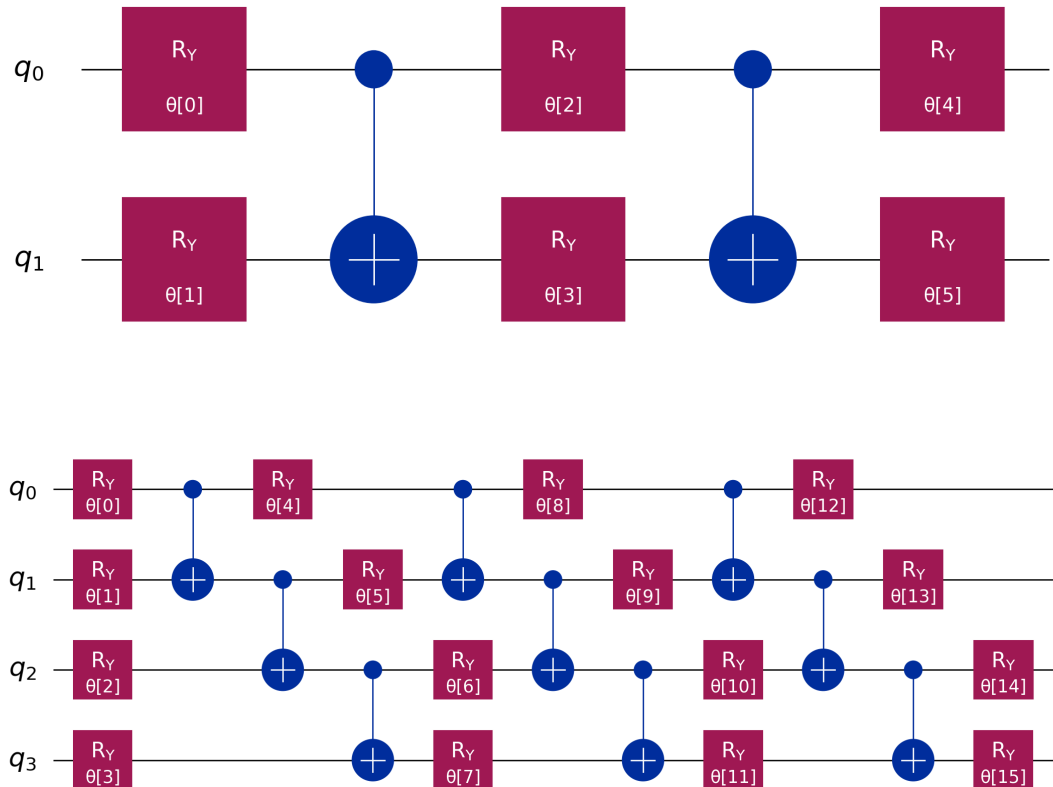 q0 RY RY RY
θ[0] θ[2] θ[4]
q1 RY RY RY
θ[1] θ[3] θ[5]
q0 RY RY RY RY
θ[0] θ[4] θ[8] θ[12]
q1 RY RY RY RY
θ[1] θ[5] θ[9] θ[13]
q2 RY RY RY RY
θ[2] θ[6] θ[10] θ[14]
q3 RY RY RY RY
θ[3] θ[7] θ[11] θ[15]